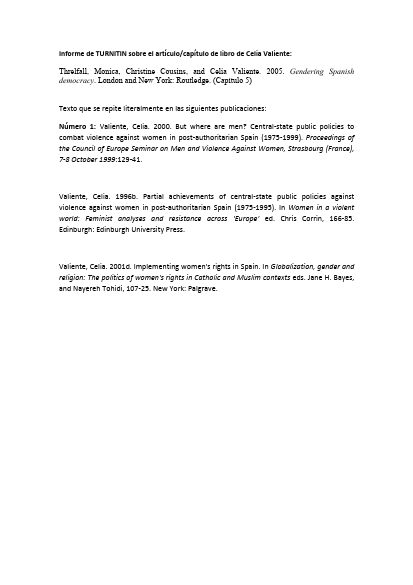 Informe de TURNITIN sobre el artículo/capítulo de libro de Celia Valiente:
Threlfall, Monica, Christine Cousins, and Celia Valiente. 2005. Gendering Spanish
democracy. London and New York: Routledge. (Capítulo 5)
Texto que se repite literalmente en las siguientes publicaciones:
Número 1: Valiente, Celia. 2000. But where are men? Central-state public policies to
combat violence against women in post-authoritarian Spain (1975-1999). Proceedings of
the Council of Europe Seminar on Men and Violence Against Women, Strasbourg (France),
7-8 October 1999:129-41.
Valiente, Celia. 1996b. Partial achievements of central-state public policies against
violence against women in post-authoritarian Spain (1975-1995). In Women in a violent
world: Feminist analyses and resistance across 'Europe' ed. Chris Corrin, 166-85.
Edinburgh: Edinburgh University Press.
Valiente, Celia. 2001d. Implementing women's rights in Spain. In Globalization, gender and
religion: The politics of women's rights in Catholic and Muslim contexts eds. Jane H. Bayes,
and Nayereh Tohidi, 107-25. New York: Palgrave.